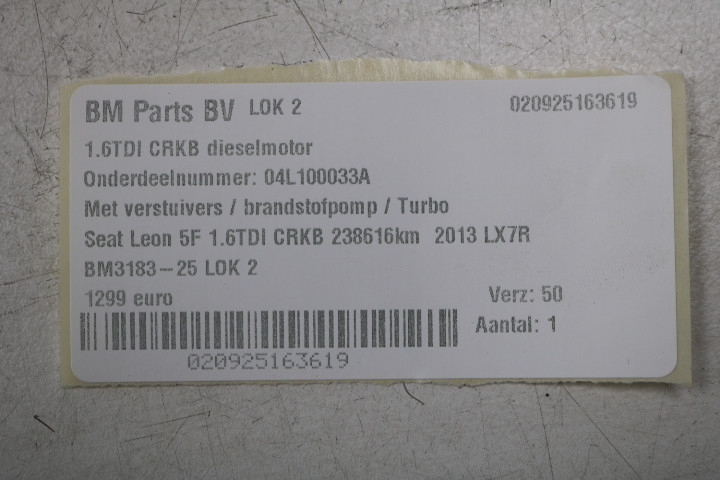 BM Parts BV LOK 2 020925163619
1.6TDI CRKB dieselmotor
Onderdeelnummer: 04L100033A
Met verstuivers / brandstofpomp / Turbo
Seat Leon 5F 1.6TDI CRKB 238616km 2013 LX7R
BM3183-25 LOK 2
1299 euro Verz: 50
Aantal: 1
020925163619